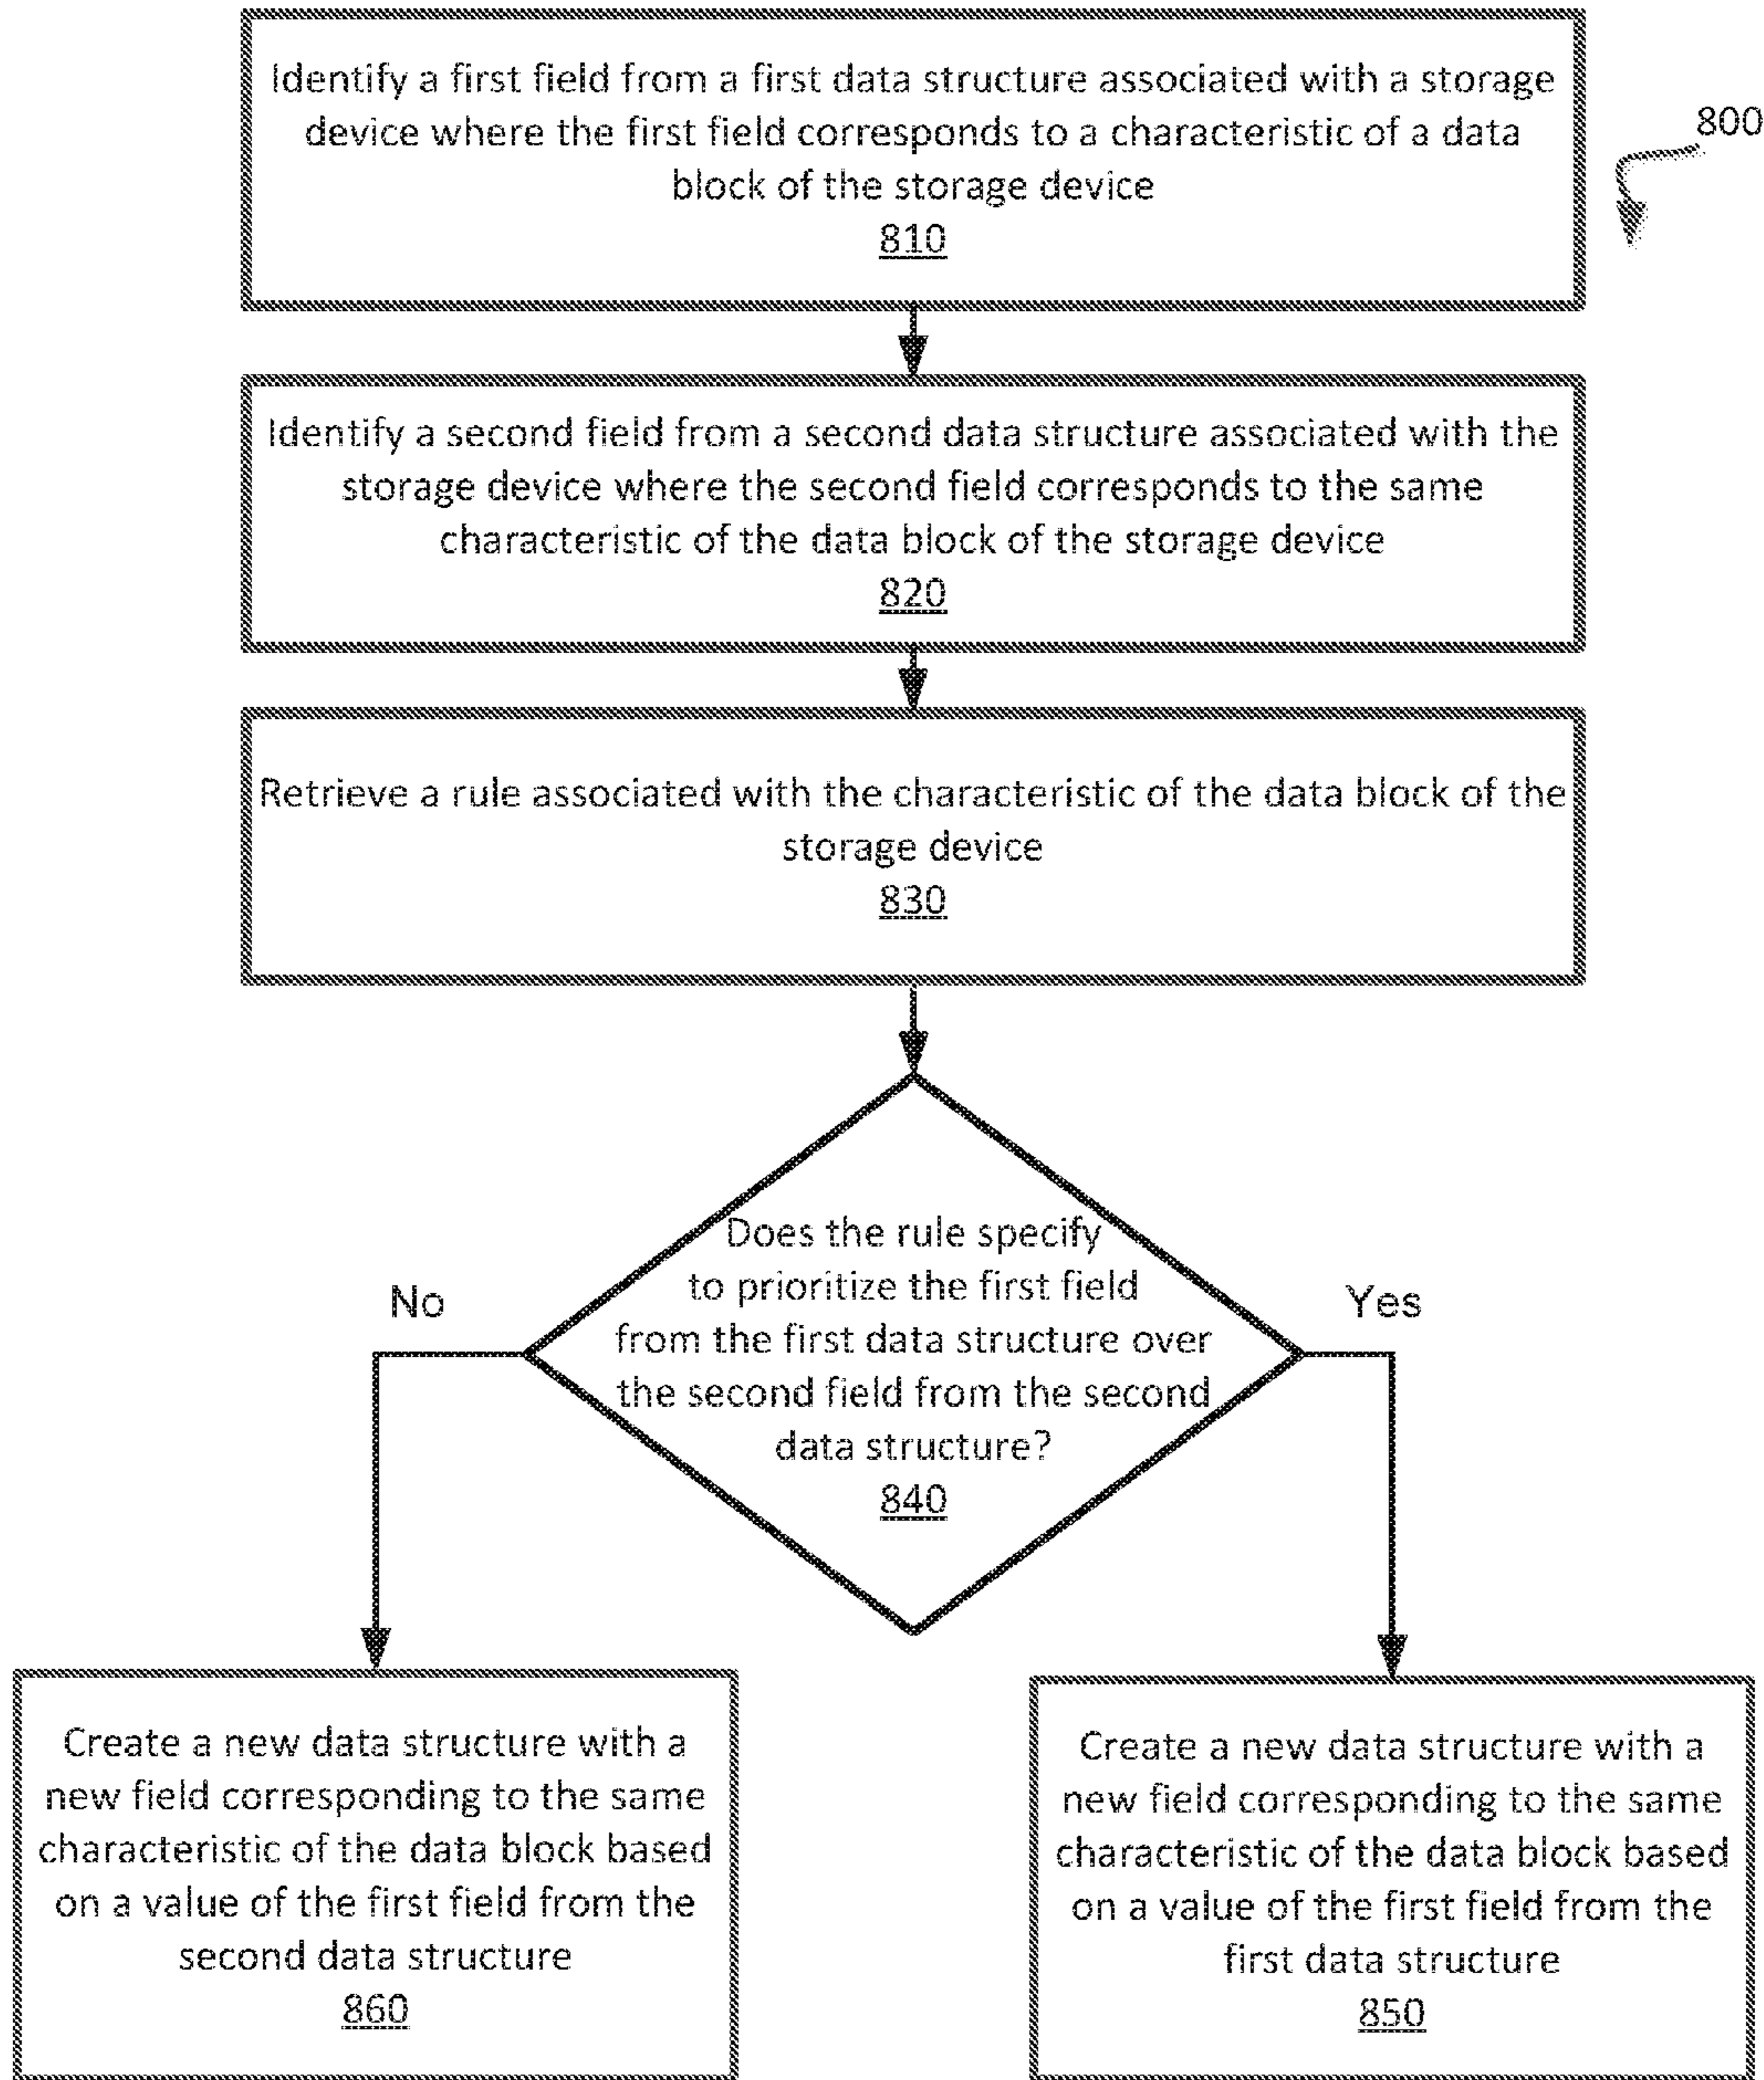 Identify a first field from a first data structure associated with a storage
device where the first field corresponds to a characteristic of a data
block of the storage device
810
800
Identify a second field from a second data structure associated with the
storage device where the second field corresponds to the same
characteristic of the data block of the storage device
820
Retrieve a rule associated with the characteristic of the data block of the
storage device
830
Does the rule specify
to prioritize the first field
from the first data structure over
the second field from the second
data structure?
840
No
Yes
Create a new data structure with a
new field corresponding to the same
characteristic of the data block based
on a value of the first field from the
second data structure
860
Create a new data structure with a
new field corresponding to the same
characteristic of the data block based
on a value of the first field from the
first data structure
850